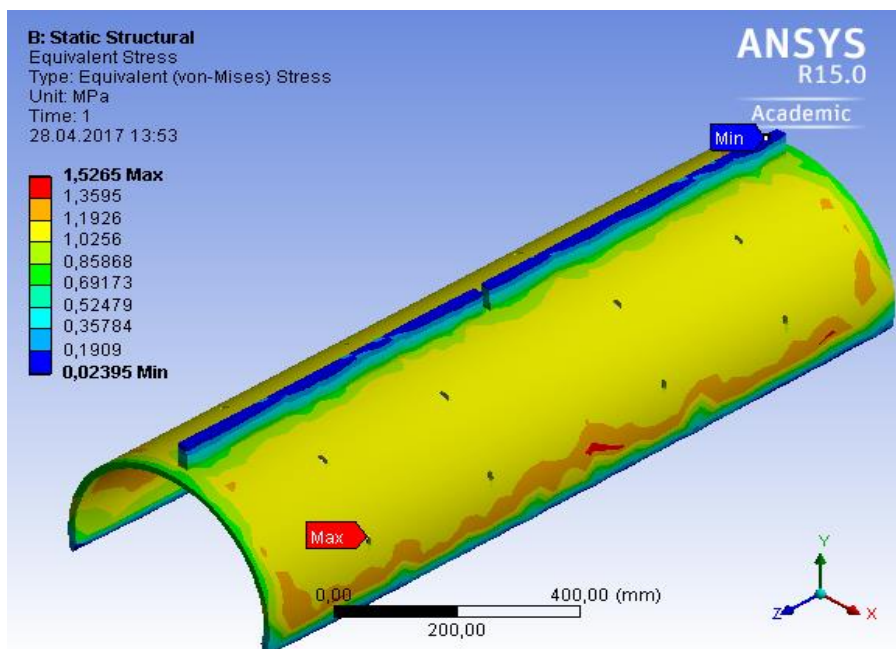 B: Static Structural
Equivalent Stress
Type: Equivalent (von-Mises) Stress
Unit: MPa
Time: 1
28.04.2017 13:53
ANSYS
R15.0
Academic
1,5265 Max
1,3595
1,1926
1,0256
0,85868
0,69173
0,52479
0,35784
0,1909
0,02395 Min
Min
Max
0,00
400,00 (mm)
200,00
Y
Z
X